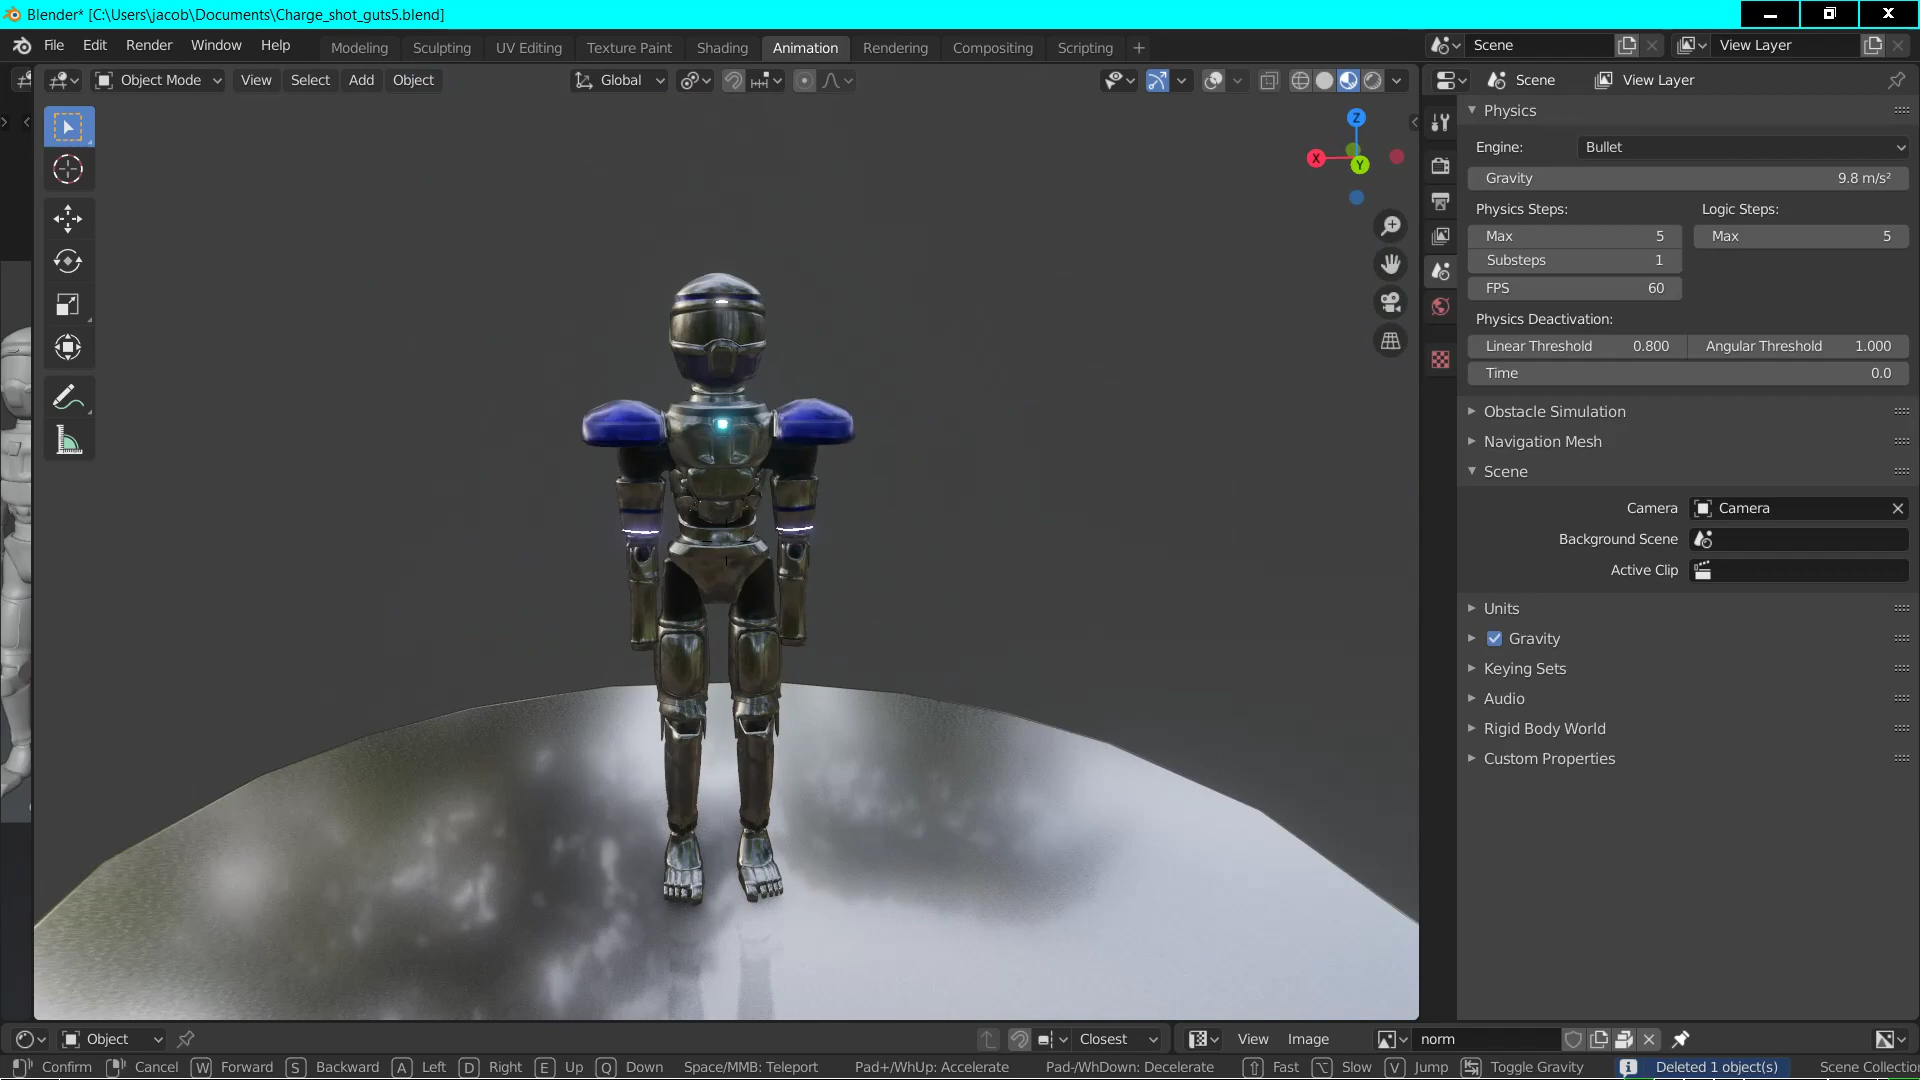 Blender* [C:\Users\jacob\Documents\Charge_shot_guts5.blend]
File Edit Render Window Help Modeling Sculpting UV Editing Texture Paint Shading Animation Rendering Compositing Scripting + Scene View Layer
Object Mode View Select Add Object Global Scene View Layer
Physics
Z
X
Y
Engine: Bullet
Gravity 9.8 m/s²
Physics Steps: Logic Steps:
Max 5 Max 5
Substeps 1
FPS 60
Physics Deactivation:
Linear Threshold 0.800 Angular Threshold 1.000
Time 0.0
Obstacle Simulation
Navigation Mesh
Scene
Camera Camera
Background Scene
Active Clip
Units
Gravity
Keying Sets
Audio
Rigid Body World
Custom Properties
Object Closest View Image norm
Confirm Cancel W Forward S Backward A Left D Right E Up Q Down Space/MMB: Teleport Pad+/WhUp: Accelerate Pad-/WhDown: Decelerate Fast Slow V Jump Toggle Gravity Deleted 1 object(s) Scene Collectio